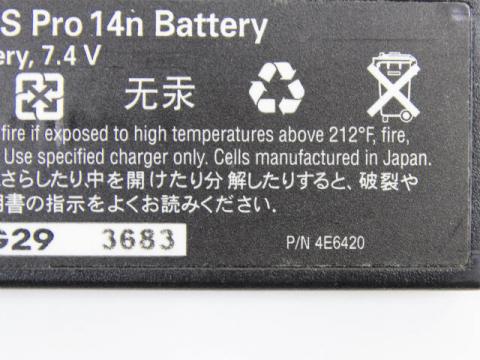 S Pro 14n Battery
ery, 7.4 V
无汞
fire if exposed to high temperatures above 212°F, fire,
Use specified charger only. Cells manufactured in Japan.
さらしたり、中を開けたり分解したりすると、破裂や
明書の指示をよくお読みください。
G29 3683
P/N 4E6420